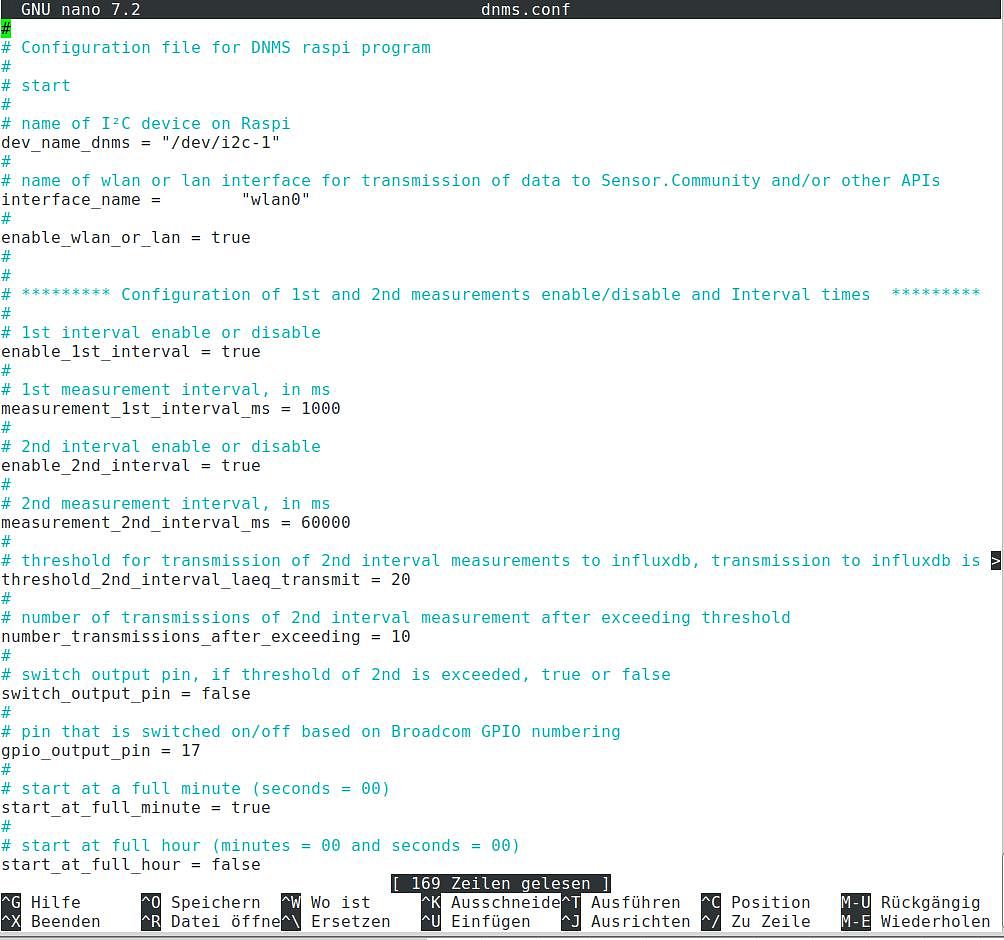 GNU nano 7.2 dnms.conf
#
# Configuration file for DNMS raspi program
#
# start
#
# name of I²C device on Raspi
dev_name_dnms = "/dev/i2c-1"
#
# name of wlan or lan interface for transmission of data to Sensor.Community and/or other APIs
interface_name =        "wlan0"
#
enable_wlan_or_lan = true
#
#
# ********* Configuration of 1st and 2nd measurements enable/disable and Interval times  *********
#
# 1st interval enable or disable
enable_1st_interval = true
#
# 1st measurement interval, in ms
measurement_1st_interval_ms = 1000
#
# 2nd interval enable or disable
enable_2nd_interval = true
#
# 2nd measurement interval, in ms
measurement_2nd_interval_ms = 60000
#
# threshold for transmission of 2nd interval measurements to influxdb, transmission to influxdb is >
threshold_2nd_interval_laeq_transmit = 20
#
# number of transmissions of 2nd interval measurement after exceeding threshold
number_transmissions_after_exceeding = 10
#
# switch output pin, if threshold of 2nd is exceeded, true or false
switch_output_pin = false
#
# pin that is switched on/off based on Broadcom GPIO numbering
gpio_output_pin = 17
#
# start at a full minute (seconds = 00)
start_at_full_minute = true
#
# start at full hour (minutes = 00 and seconds = 00)
start_at_full_hour = false
[ 169 Zeilen gelesen ]
^G Hilfe ^O Speichern ^W Wo ist ^K Ausschneide ^T Ausführen ^C Position M-U Rückgängig
^X Beenden ^R Datei öffne ^\ Ersetzen ^U Einfügen ^J Ausrichten ^/ Zu Zeile M-E Wiederholen